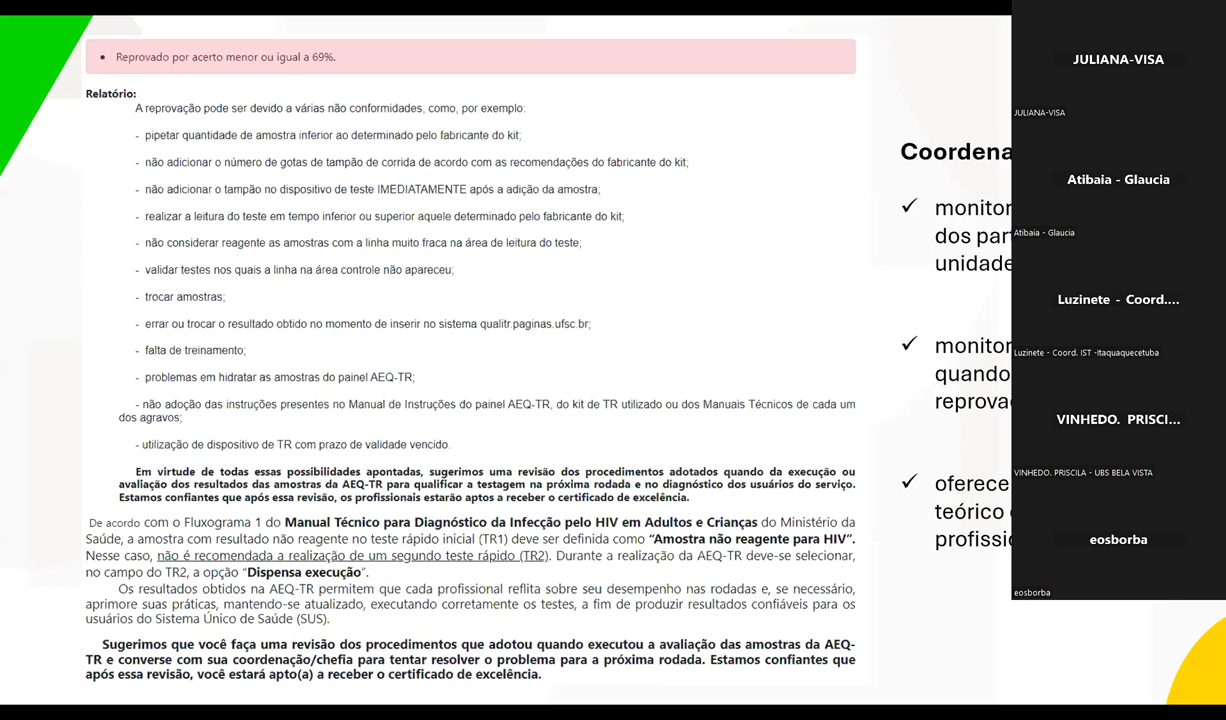 • Reprovado por acerto menor ou igual a 69%.
Relatório:
A reprovação pode ser devido a várias não conformidades, como, por exemplo:
- pipetar quantidade de amostra inferior ao determinado pelo fabricante do kit;
- não adicionar o número de gotas de tampão de corrida de acordo com as recomendações do fabricante do kit;
- não adicionar o tampão no dispositivo de teste IMEDIATAMENTE após a adição da amostra;
- realizar a leitura do teste em tempo inferior ou superior aquele determinado pelo fabricante do kit;
- não considerar reagente as amostras com a linha muito fraca na área de leitura do teste;
- validar testes nos quais a linha na área controle não apareceu;
- trocar amostras;
- errar ou trocar o resultado obtido no momento de inserir no sistema qualitr.paginas.ufsc.br;
- falta de treinamento;
- problemas em hidratar as amostras do painel AEQ-TR;
- não adoção das instruções presentes no Manual de Instruções do painel AEQ-TR, do kit de TR utilizado ou dos Manuais Técnicos de cada um
dos agravos;
- utilização de dispositivo de TR com prazo de validade vencido.
Em virtude de todas essas possibilidades apontadas, sugerimos uma revisão dos procedimentos adotados quando da execução ou
avaliação dos resultados das amostras da AEQ-TR para qualificar a testagem na próxima rodada e no diagnóstico dos usuários do serviço.
Estamos confiantes que após essa revisão, os profissionais estarão aptos a receber o certificado de excelência.
De acordo com o Fluxograma 1 do Manual Técnico para Diagnóstico da Infecção pelo HIV em Adultos e Crianças do Ministério da
Saúde, a amostra com resultado não reagente no teste rápido inicial (TR1) deve ser definida como “Amostra não reagente para HIV”.
Nesse caso, não é recomendada a realização de um segundo teste rápido (TR2). Durante a realização da AEQ-TR deve-se selecionar,
no campo do TR2, a opção “Dispensa execução”.
Os resultados obtidos na AEQ-TR permitem que cada profissional reflita sobre seu desempenho nas rodadas e, se necessário,
aprimore suas práticas, mantendo-se atualizado, executando corretamente os testes, a fim de produzir resultados confiáveis para os
usuários do Sistema Único de Saúde (SUS).
Sugerimos que você faça uma revisão dos procedimentos que adotou quando executou a avaliação das amostras da AEQ-
TR e converse com sua coordenação/chefia para tentar resolver o problema para a próxima rodada. Estamos confiantes que
após essa revisão, você estará apto(a) a receber o certificado de excelência.
Coordena
✓ monitor
dos par
unidade
✓ monitor
quando
reprova
✓ oferece
teórico
profissi
JULIANA-VISA
JULIANA-VISA
Atibaia - Glaucia
Atibaia - Glaucia
Luzinete - Coord....
Luzinete - Coord. IST -Itaquaquecetuba
VINHEDO. PRISCI...
VINHEDO. PRISCILA - UBS BELA VISTA
eosborba
eosborba